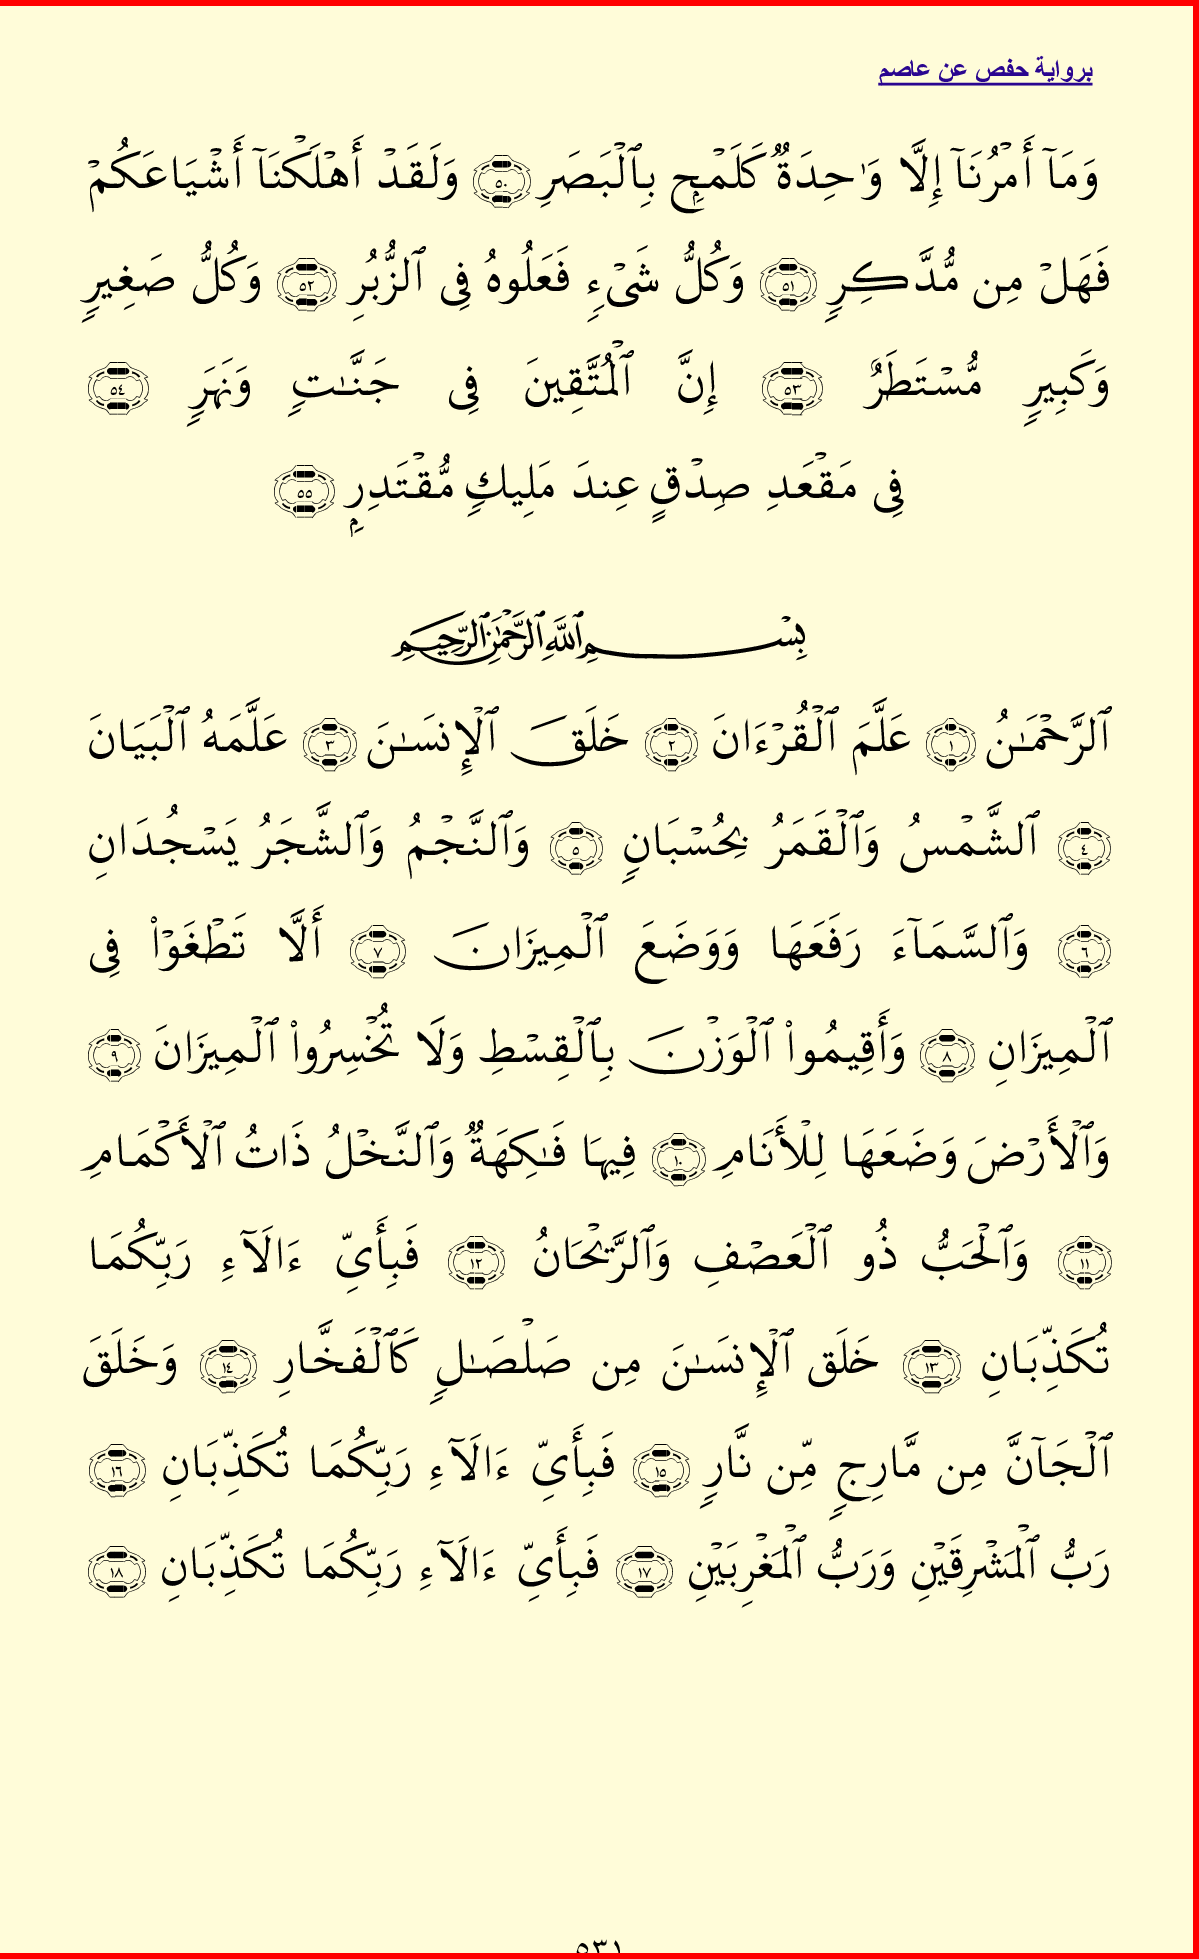 برواية حفص عن عاصم
وَمَآ أَمْرُنَآ إِلَّا وَٰحِدَةٌ كَلَمْحٍۭ بِٱلْبَصَرِ ٥٠ وَلَقَدْ أَهْلَكْنَآ أَشْيَاعَكُمْ
فَهَلْ مِن مُّدَّكِرٍ ٥١ وَكُلُّ شَىْءٍ فَعَلُوهُ فِى ٱلزُّبُرِ ٥٢ وَكُلُّ صَغِيرٍ
وَكَبِيرٍ مُّسْتَطَرٌ ٥٣ إِنَّ ٱلْمُتَّقِينَ فِى جَنَّـٰتٍ وَنَهَرٍ ٥٤
فِى مَقْعَدِ صِدْقٍ عِندَ مَلِيكٍ مُّقْتَدِرٍۭ ٥٥
بِسْمِ ٱللَّهِ ٱلرَّحْمَـٰنِ ٱلرَّحِيمِ
ٱلرَّحْمَـٰنُ ١ عَلَّمَ ٱلْقُرْءَانَ ٢ خَلَقَ ٱلْإِنسَـٰنَ ٣ عَلَّمَهُ ٱلْبَيَانَ
٤ ٱلشَّمْسُ وَٱلْقَمَرُ بِحُسْبَانٍ ٥ وَٱلنَّجْمُ وَٱلشَّجَرُ يَسْجُدَانِ
٦ وَٱلسَّمَآءَ رَفَعَهَا وَوَضَعَ ٱلْمِيزَانَ ٧ أَلَّا تَطْغَوْا۟ فِى
ٱلْمِيزَانِ ٨ وَأَقِيمُوا۟ ٱلْوَزْنَ بِٱلْقِسْطِ وَلَا تُخْسِرُوا۟ ٱلْمِيزَانَ ٩
وَٱلْأَرْضَ وَضَعَهَا لِلْأَنَامِ ١٠ فِيهَا فَـٰكِهَةٌ وَٱلنَّخْلُ ذَاتُ ٱلْأَكْمَامِ
١١ وَٱلْحَبُّ ذُو ٱلْعَصْفِ وَٱلرَّيْحَانُ ١٢ فَبِأَىِّ ءَالَآءِ رَبِّكُمَا
تُكَذِّبَانِ ١٣ خَلَقَ ٱلْإِنسَـٰنَ مِن صَلْصَـٰلٍ كَٱلْفَخَّارِ ١٤ وَخَلَقَ
ٱلْجَآنَّ مِن مَّارِجٍ مِّن نَّارٍ ١٥ فَبِأَىِّ ءَالَآءِ رَبِّكُمَا تُكَذِّبَانِ ١٦
رَبُّ ٱلْمَشْرِقَيْنِ وَرَبُّ ٱلْمَغْرِبَيْنِ ١٧ فَبِأَىِّ ءَالَآءِ رَبِّكُمَا تُكَذِّبَانِ ١٨
٥٣١